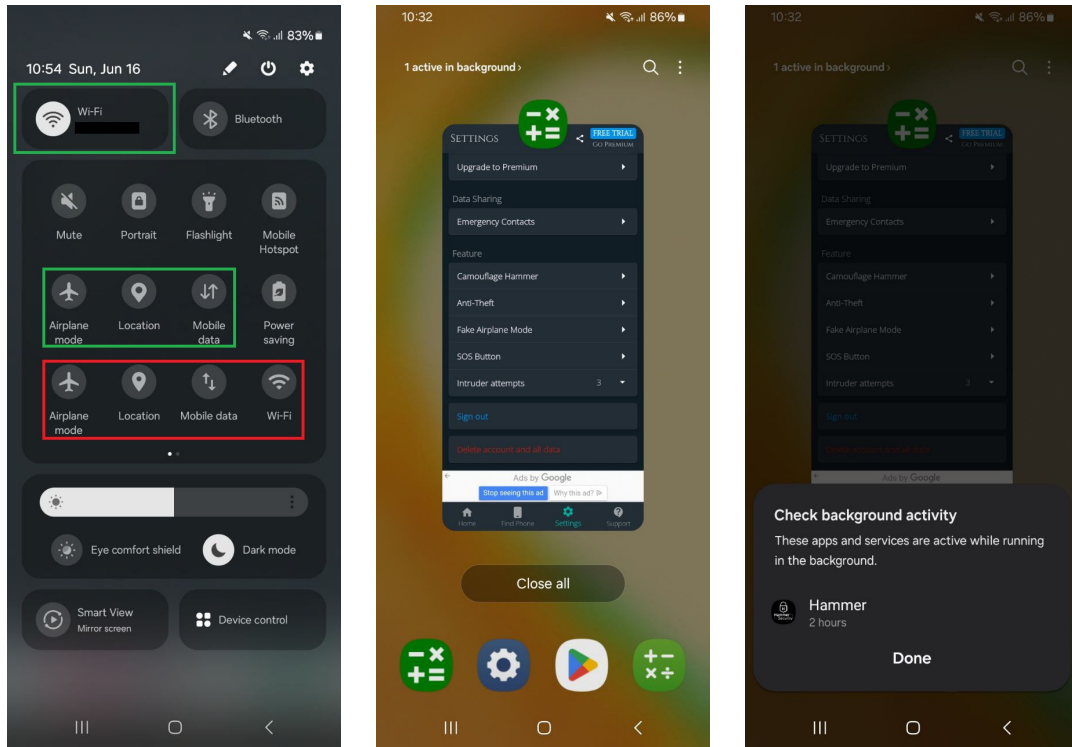 83%
10:54 Sun, Jun 16
Wi-Fi
Bluetooth
Mute
Portrait
Flashlight
Mobile
Hotspot
Airplane
mode
Location
Mobile
data
Power
saving
Airplane
mode
Location
Mobile data
Wi-Fi
Eye comfort shield
Dark mode
Smart View
Mirror screen
Device control
10:32
86%
1 active in background >
SETTINGS
FREE TRIAL
GO PREMIUM
Upgrade to Premium
Data Sharing
Emergency Contacts
Feature
Camouflage Hammer
Anti-Theft
Fake Airplane Mode
SOS Button
Intruder attempts 3
Sign out
Delete account and all data
Ads by Google
Stop seeing this ad
Why this ad?
Home
Find Phone
Settings
Support
Close all
10:32
86%
1 active in background >
SETTINGS
FREE TRIAL
GO PREMIUM
Upgrade to Premium
Data Sharing
Emergency Contacts
Feature
Camouflage Hammer
Anti-Theft
Fake Airplane Mode
SOS Button
Intruder attempts 3
Sign out
Delete account and all data
Ads by Google
Check background activity
These apps and services are active while running
in the background.
Hammer
2 hours
Done